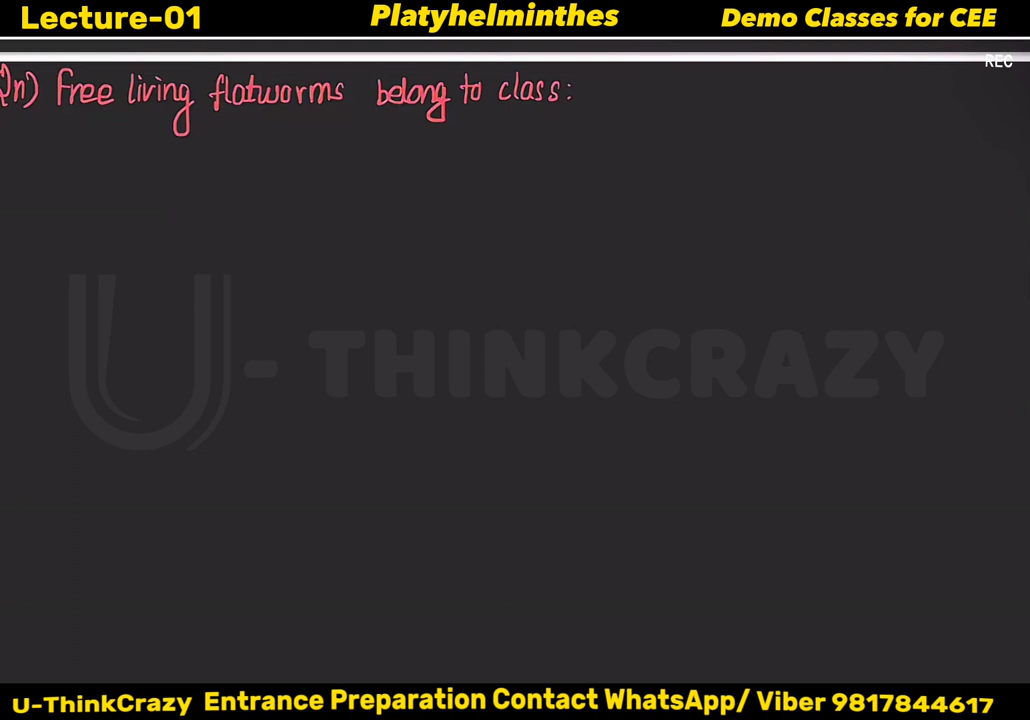 Lecture-01 Platyhelminthes Demo Classes for CEE
REC
Qn) Free living flatworms belong to class:
U-THINKCRAZY
U-ThinkCrazy Entrance Preparation Contact WhatsApp/ Viber 9817844617